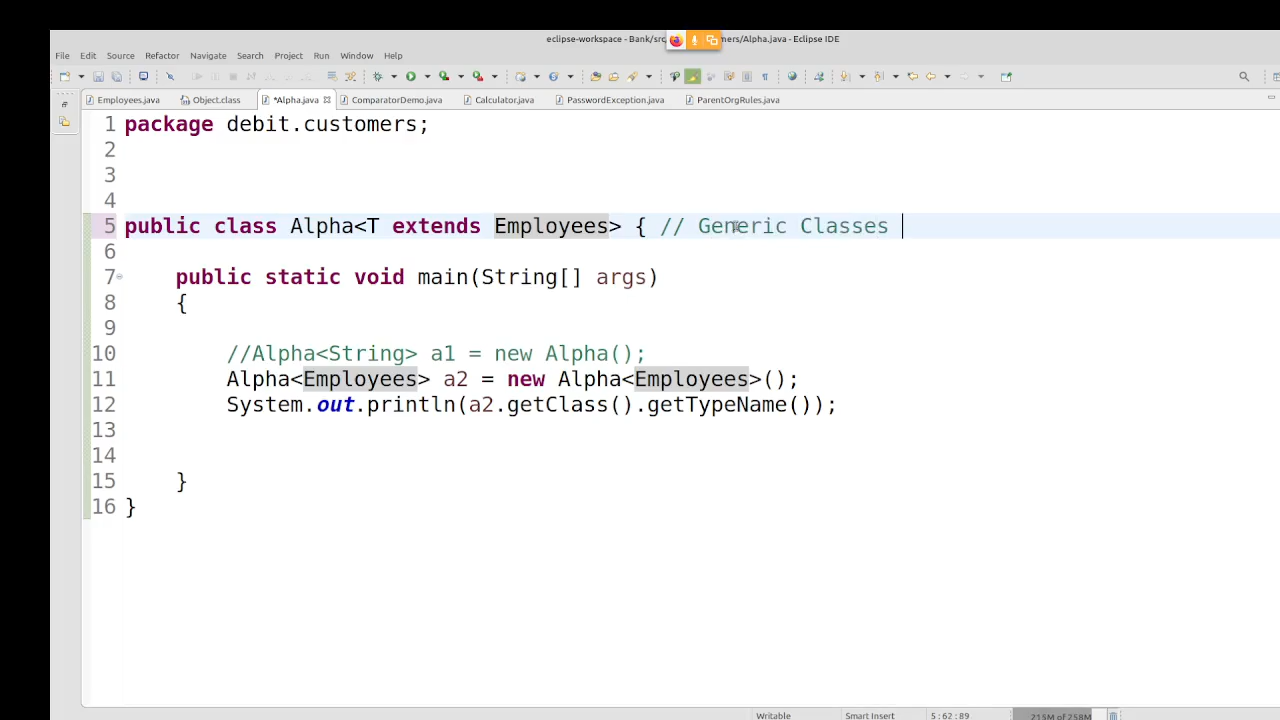 eclipse-workspace - Bank/src mers/Alpha.java - Eclipse IDE
File Edit Source Refactor Navigate Search Project Run Window Help
Employees.java Object.class *Alpha.java ComparatorDemo.java Calculator.java PasswordException.java ParentOrgRules.java
1 package debit.customers;
2
3
4
5 public class Alpha<T extends Employees> { // Generic Classes
6
7 public static void main(String[] args)
8 {
9
10 //Alpha<String> a1 = new Alpha();
11 Alpha<Employees> a2 = new Alpha<Employees>();
12 System.out.println(a2.getClass().getTypeName());
13
14
15 }
16 }
Writable Smart Insert 5:62:89 215M of 258M